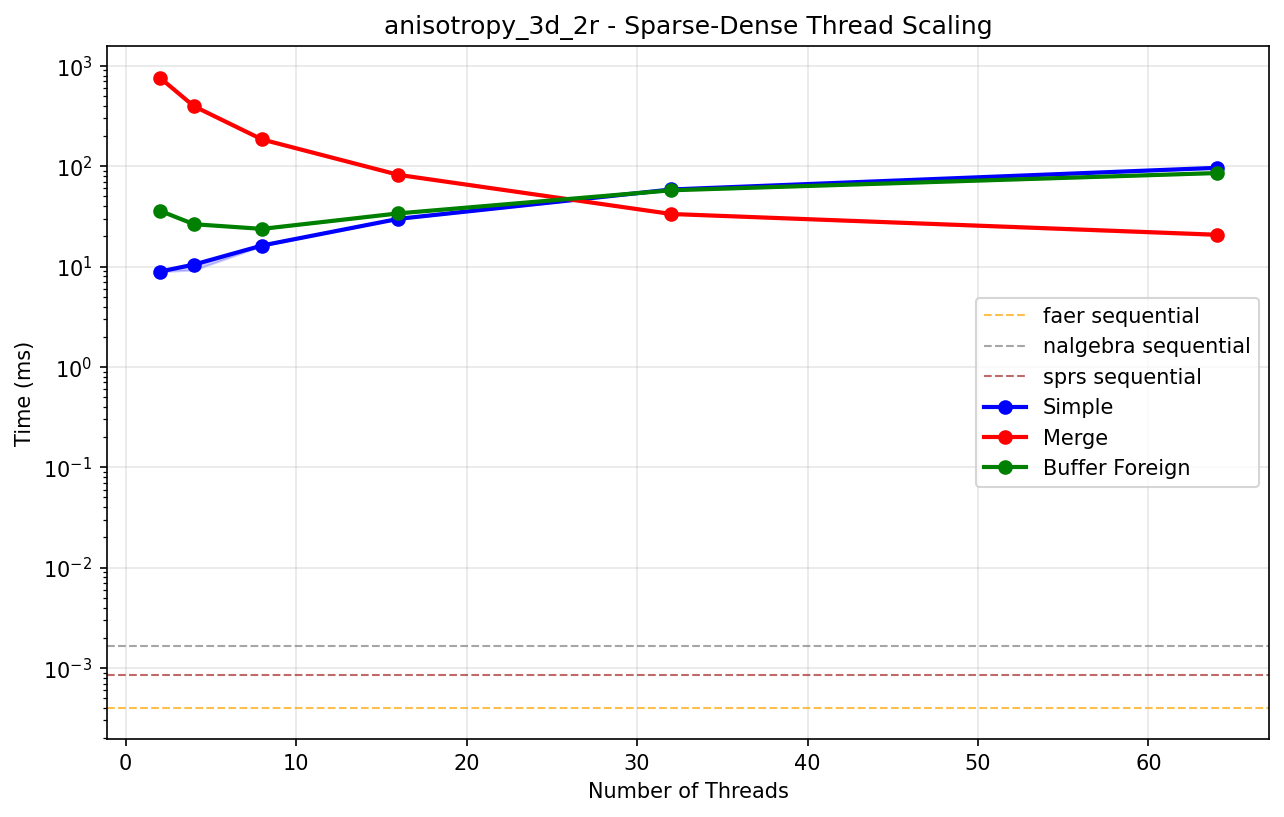 anisotropy_3d_2r - Sparse-Dense Thread Scaling
Time (ms)
10³
10²
10¹
10⁰
10⁻¹
10⁻²
10⁻³
faer sequential
nalgebra sequential
sprs sequential
Simple
Merge
Buffer Foreign
0 10 20 30 40 50 60
Number of Threads